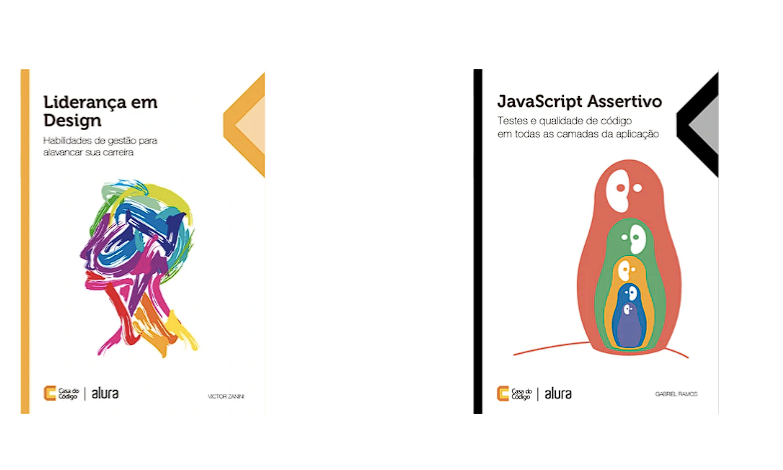 Liderança em
Design
Habilidades de gestão para
alavancar sua carreira
Casa do
Código
alura
VICTOR ZANINI
JavaScript Assertivo
Testes e qualidade de código
em todas as camadas da aplicação
Casa do
Código
alura
GABRIEL RAMOS